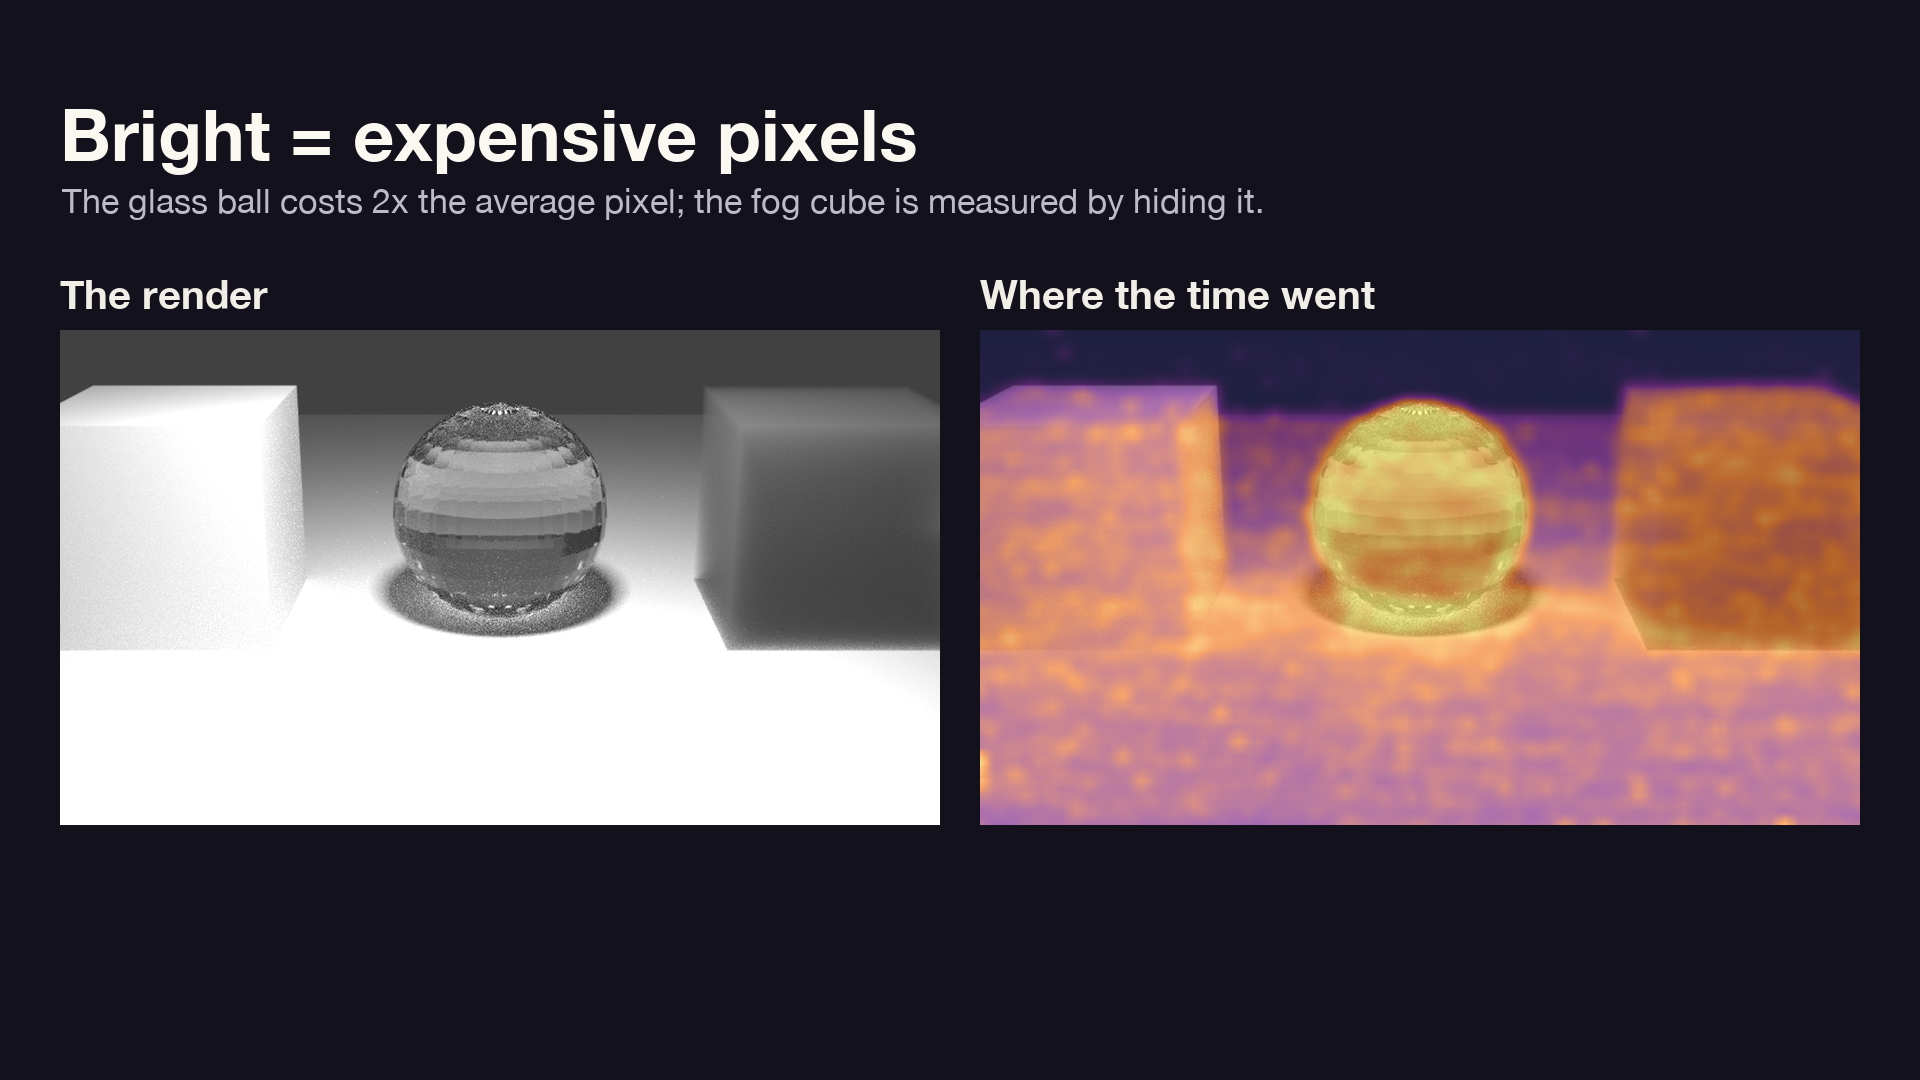 Bright = expensive pixels
The glass ball costs 2x the average pixel; the fog cube is measured by hiding it.
The render
Where the time went